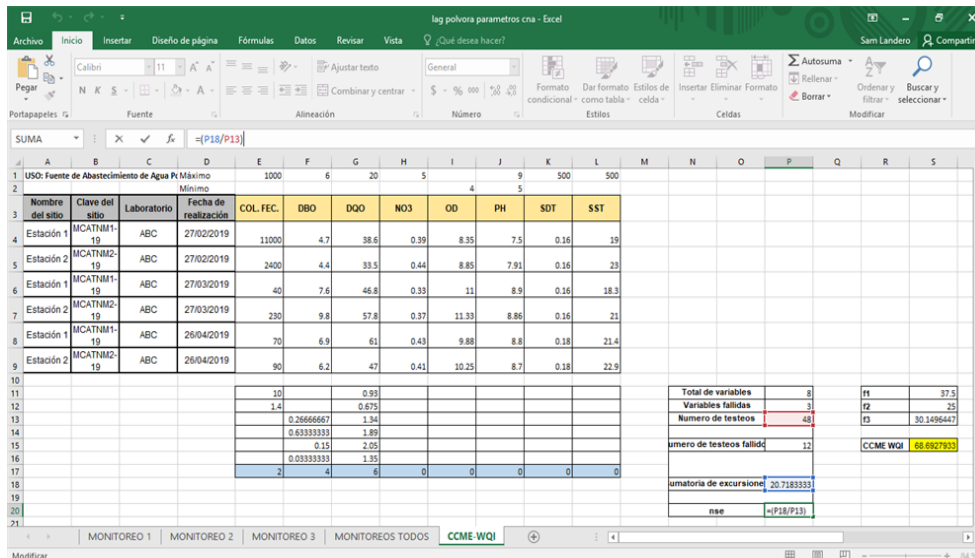 lag polvora parametros cna - Excel
Archivo Inicio Insertar Diseño de página Fórmulas Datos Revisar Vista ¿Qué desea hacer? Sam Landero Compartir
Pegar
Calibri 11
N K S
Ajustar texto
Combinar y centrar
General
$ % 000
Formato condicional
Dar formato como tabla
Estilos de celda
Insertar Eliminar Formato
Autosuma
Rellenar
Borrar
Ordenar y filtrar
Buscar y seleccionar
Portapapeles Fuente Alineación Número Estilos Celdas Modificar
SUMA fx =(P18/P13)
A B C D E F G H I J K L M N O P Q R S
1 USO: Fuente de Abastecimiento de Agua Po Máximo 1000 6 20 5 9 500 500
2 Mínimo 4 5
3 Nombre del sitio Clave del sitio Laboratorio Fecha de realización COL. FEC. DBO DQO NO3 OD PH SDT SST
4 Estación 1 MCATNM1-19 ABC 27/02/2019 11000 4.7 38.6 0.39 8.35 7.5 0.16 19
5 Estación 2 MCATNM2-19 ABC 27/02/2019 2400 4.4 33.5 0.44 8.85 7.91 0.16 23
6 Estación 1 MCATNM1-19 ABC 27/03/2019 40 7.6 46.8 0.33 11 8.9 0.16 18.3
7 Estación 2 MCATNM2-19 ABC 27/03/2019 230 9.8 57.8 0.37 11.33 8.86 0.16 21
8 Estación 1 MCATNM1-19 ABC 26/04/2019 70 6.9 61 0.43 9.88 8.8 0.18 21.4
9 Estación 2 MCATNM2-19 ABC 26/04/2019 90 6.2 47 0.41 10.25 8.7 0.18 22.9
10
11 10 0.93 Total de variables 8 f1 37.5
12 1.4 0.675 Variables fallidas 3 f2 25
13 0.26666667 1.34 Numero de testeos 48 f3 30.1496447
14 0.63333333 1.89
15 0.15 2.05 umero de testeos fallido 12 CCME WQI 68.6927933
16 0.03333333 1.35
17 2 4 6 0 0 0 0 0
18 umatoria de excursione 20.7183333
19
20 nse =(P18/P13)
21
MONITOREO 1 MONITOREO 2 MONITOREO 3 MONITOREOS TODOS CCME-WQI
Modificar